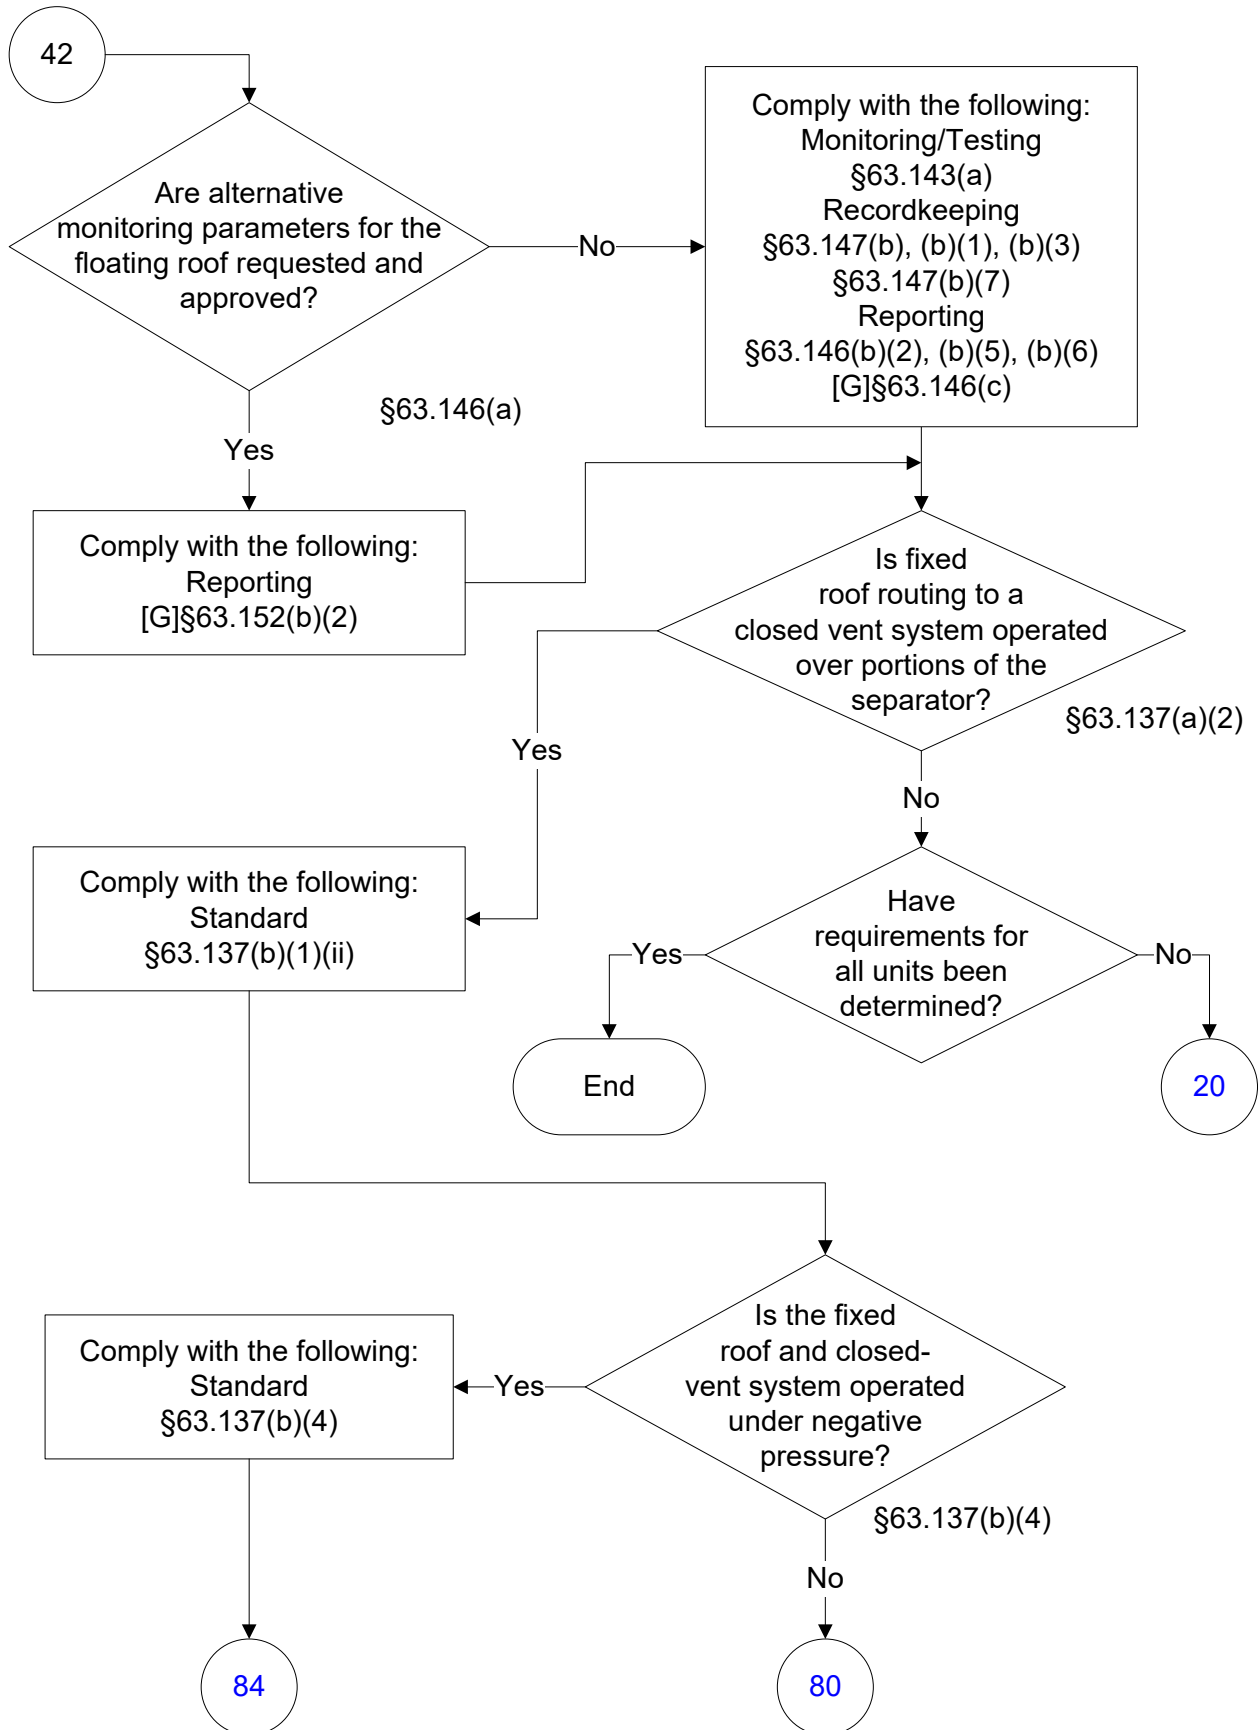 42
Are alternative
monitoring parameters for the
floating roof requested and
approved?
No
Comply with the following:
Monitoring/Testing
§63.143(a)
Recordkeeping
§63.147(b), (b)(1), (b)(3)
§63.147(b)(7)
Reporting
§63.146(b)(2), (b)(5), (b)(6)
[G]§63.146(c)
§63.146(a)
Yes
Comply with the following:
Reporting
[G]§63.152(b)(2)
Is fixed
roof routing to a
closed vent system operated
over portions of the
separator?
§63.137(a)(2)
Yes
No
Comply with the following:
Standard
§63.137(b)(1)(ii)
Have
requirements for
all units been
determined?
Yes
No
End
20
Is the fixed
roof and closed-
vent system operated
under negative
pressure?
Yes
Comply with the following:
Standard
§63.137(b)(4)
§63.137(b)(4)
No
84
80